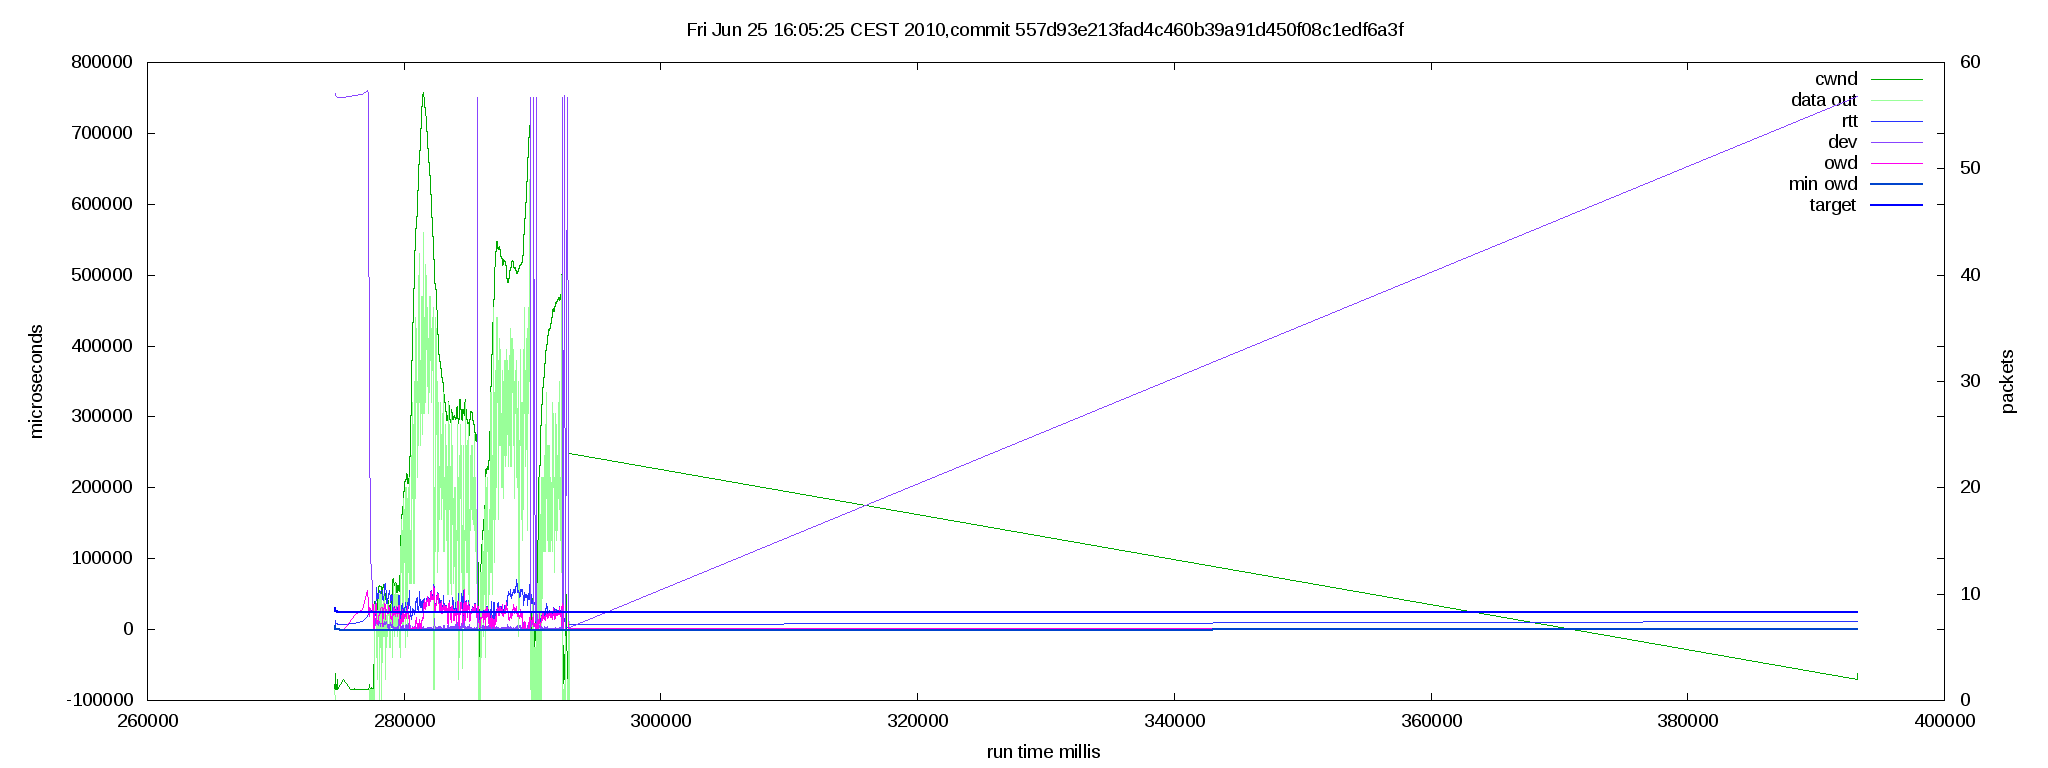 Fri Jun 25 16:05:25 CEST 2010,commit 557d93e213fad4c460b39a91d450f08c1edf6a3f
800000
700000
600000
500000
400000
300000
200000
100000
0
-100000
microseconds
60
50
40
30
20
10
0
packets
cwnd
data out
rtt
dev
owd
min owd
target
260000 280000 300000 320000 340000 360000 380000 400000
run time millis